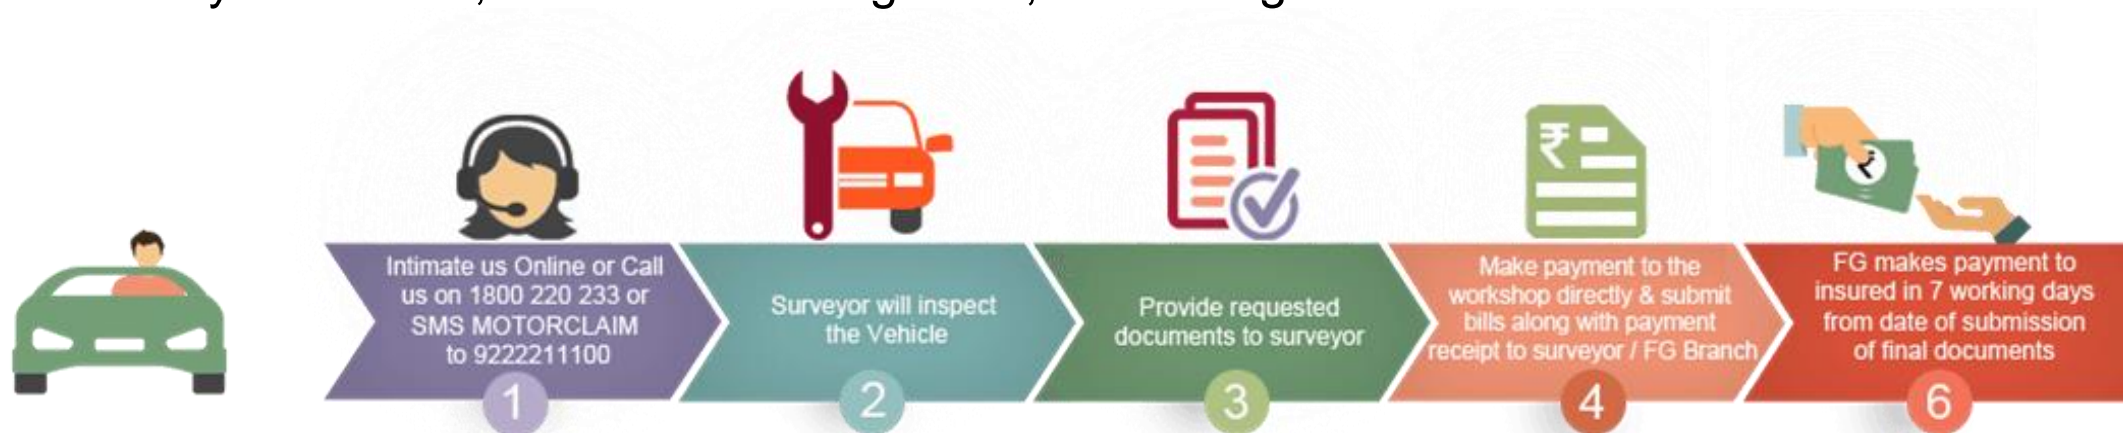 Intimate us Online or Call
us on 1800 220 233 or
SMS MOTORCLAIM
to 9222211100
1
Surveyor will inspect
the Vehicle
2
Provide requested
documents to surveyor
3
Make payment to the
workshop directly & submit
bills along with payment
receipt to surveyor / FG Branch
4
FG makes payment to
insured in 7 working days
from date of submission
of final documents
6